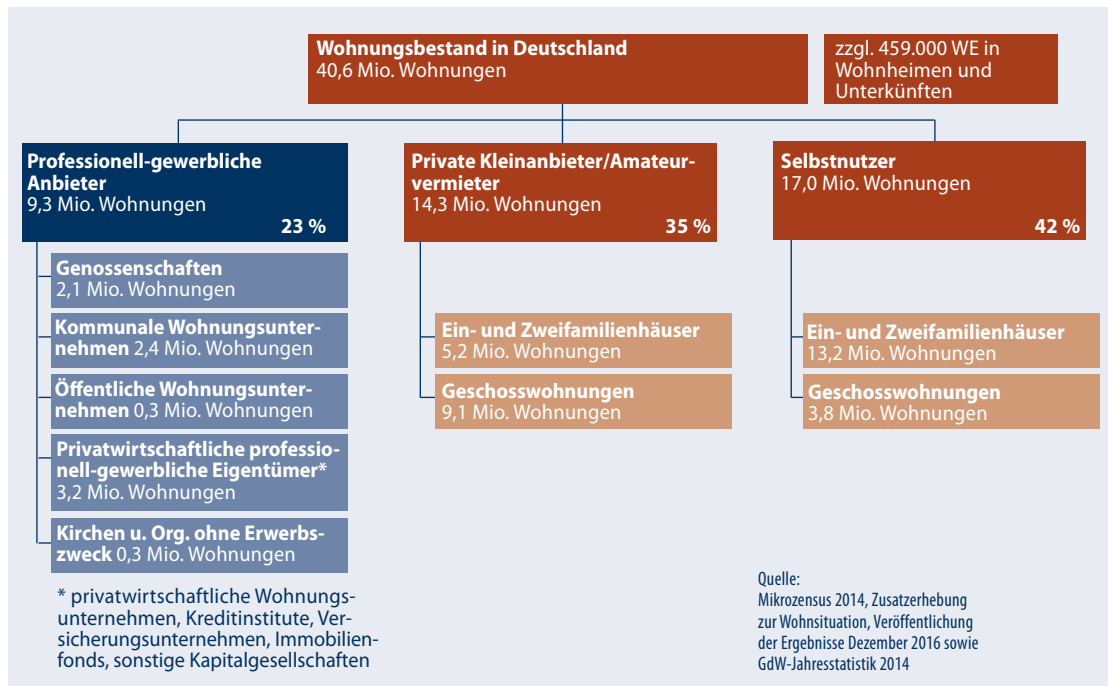 Wohnungsbestand in Deutschland
40,6 Mio. Wohnungen
zzgl. 459.000 WE in
Wohnheimen und
Unterkünften
Professionell-gewerbliche
Anbieter
9,3 Mio. Wohnungen
23 %
Private Kleinanbieter/Amateur-
vermieter
14,3 Mio. Wohnungen
35 %
Selbstnutzer
17,0 Mio. Wohnungen
42 %
Genossenschaften
2,1 Mio. Wohnungen
Kommunale Wohnungsunter-
nehmen 2,4 Mio. Wohnungen
Öffentliche Wohnungsunter-
nehmen 0,3 Mio. Wohnungen
Privatwirtschaftliche professio-
nell-gewerbliche Eigentümer*
3,2 Mio. Wohnungen
Kirchen u. Org. ohne Erwerbs-
zweck 0,3 Mio. Wohnungen
Ein- und Zweifamilienhäuser
5,2 Mio. Wohnungen
Geschosswohnungen
9,1 Mio. Wohnungen
Ein- und Zweifamilienhäuser
13,2 Mio. Wohnungen
Geschosswohnungen
3,8 Mio. Wohnungen
* privatwirtschaftliche Wohnungs-
unternehmen, Kreditinstitute, Ver-
sicherungsunternehmen, Immobilien-
fonds, sonstige Kapitalgesellschaften
Quelle:
Mikrozensus 2014, Zusatzerhebung
zur Wohnsituation, Veröffentlichung
der Ergebnisse Dezember 2016 sowie
GdW-Jahresstatistik 2014